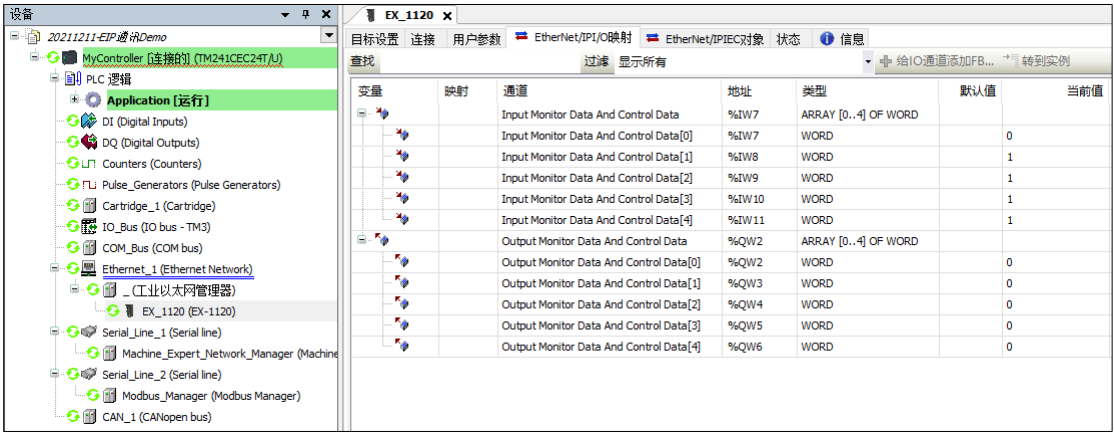 设备
20211211-EIP通讯Demo
MyController [连接的] (TM241CEC24T/U)
PLC 逻辑
Application [运行]
DI (Digital Inputs)
DQ (Digital Outputs)
Counters (Counters)
Pulse_Generators (Pulse Generators)
Cartridge_1 (Cartridge)
IO_Bus (IO bus - TM3)
COM_Bus (COM bus)
Ethernet_1 (Ethernet Network)
_ (工业以太网管理器)
EX_1120 (EX-1120)
Serial_Line_1 (Serial line)
Machine_Expert_Network_Manager (Machine
Serial_Line_2 (Serial line)
Modbus_Manager (Modbus Manager)
CAN_1 (CANopen bus)
EX_1120
目标设置 连接 用户参数 EtherNet/IPI/O映射 EtherNet/IPIEC对象 状态 信息
查找 过滤 显示所有 给IO通道添加FB... 转到实例
变量 映射 通道 地址 类型 默认值 当前值
Input Monitor Data And Control Data %IW7 ARRAY [0..4] OF WORD
Input Monitor Data And Control Data[0] %IW7 WORD 0
Input Monitor Data And Control Data[1] %IW8 WORD 1
Input Monitor Data And Control Data[2] %IW9 WORD 1
Input Monitor Data And Control Data[3] %IW10 WORD 1
Input Monitor Data And Control Data[4] %IW11 WORD 1
Output Monitor Data And Control Data %QW2 ARRAY [0..4] OF WORD
Output Monitor Data And Control Data[0] %QW2 WORD 0
Output Monitor Data And Control Data[1] %QW3 WORD 0
Output Monitor Data And Control Data[2] %QW4 WORD 0
Output Monitor Data And Control Data[3] %QW5 WORD 0
Output Monitor Data And Control Data[4] %QW6 WORD 0